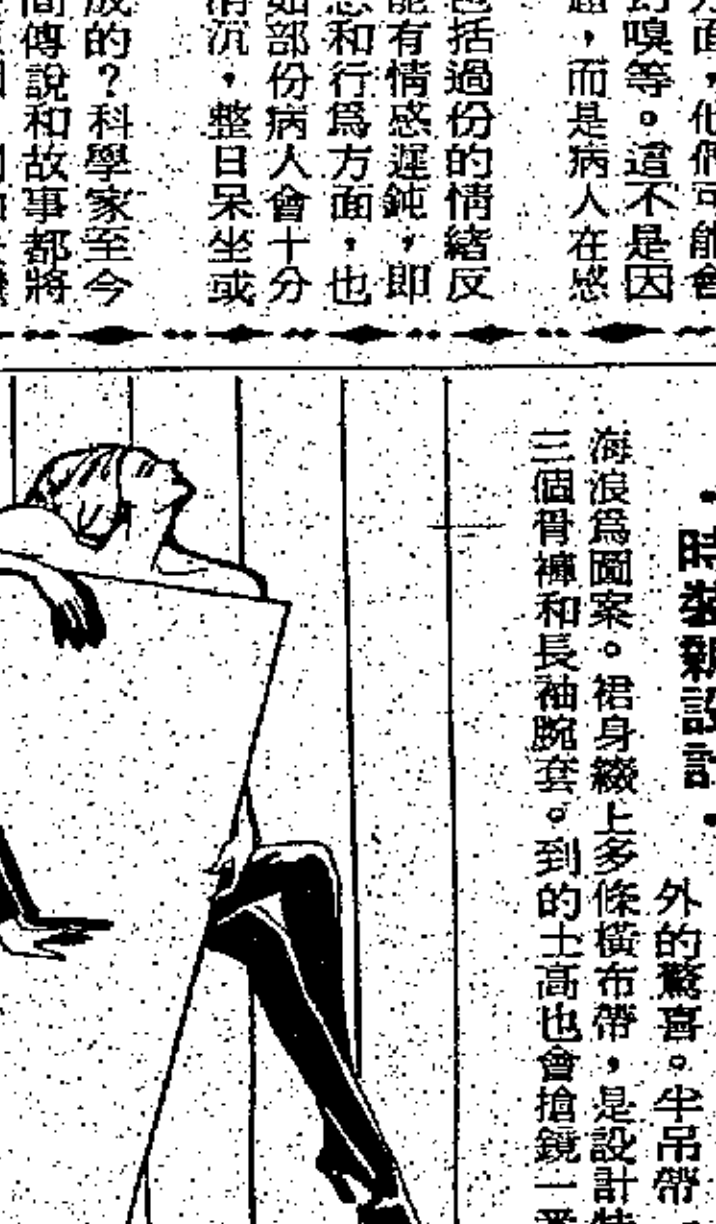 方面，他們可能會
幻嗅等。這不是因
，而是病人在感
包括過份的情緒反
能有情感遲鈍，即
和行爲方面，也
如部份病人會十分
消沉，整日呆坐或
成的？科學家至今
間傳說和故事都將
·時裝新設計·
外的驚喜。半吊帶
海浪爲圖案。裙身綴上多條橫布帶，是設計特
三個骨褲和長袖腕套。到的士高也會搶鏡一番